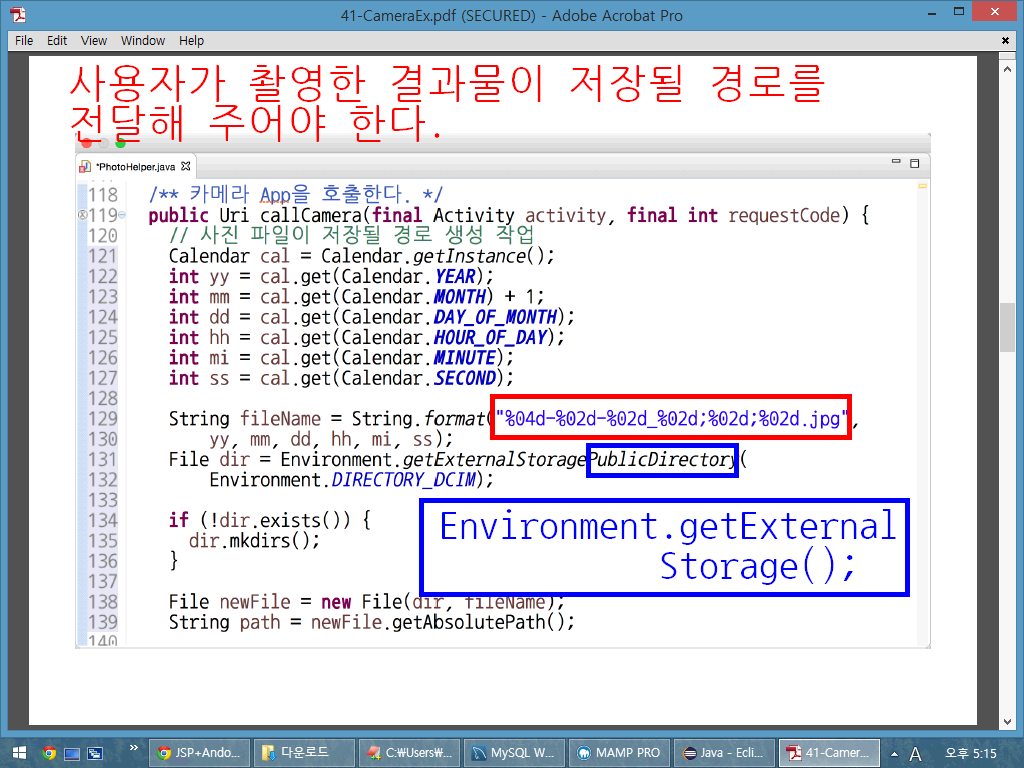 41-CameraEx.pdf (SECURED) - Adobe Acrobat Pro
File Edit View Window Help
사용자가 촬영한 결과물이 저장될 경로를
전달해 주어야 한다.
*PhotoHelper.java
118 /** 카메라 App을 호출한다. */
119 public Uri callCamera(final Activity activity, final int requestCode) {
120 // 사진 파일이 저장될 경로 생성 작업
121 Calendar cal = Calendar.getInstance();
122 int yy = cal.get(Calendar.YEAR);
123 int mm = cal.get(Calendar.MONTH) + 1;
124 int dd = cal.get(Calendar.DAY_OF_MONTH);
125 int hh = cal.get(Calendar.HOUR_OF_DAY);
126 int mi = cal.get(Calendar.MINUTE);
127 int ss = cal.get(Calendar.SECOND);
128
129 String fileName = String.format("%04d-%02d-%02d_%02d;%02d;%02d.jpg",
130 yy, mm, dd, hh, mi, ss);
131 File dir = Environment.getExternalStoragePublicDirectory(
132 Environment.DIRECTORY_DCIM);
133
134 if (!dir.exists()) {
135 dir.mkdirs();
136 }
137
138 File newFile = new File(dir, fileName);
139 String path = newFile.getAbsolutePath();
140
Environment.getExternal
Storage();
JSP+Ando... 다운로드 C:₩Users₩... MySQL W... MAMP PRO Java - Ecli... 41-Camer... A 오후 5:15